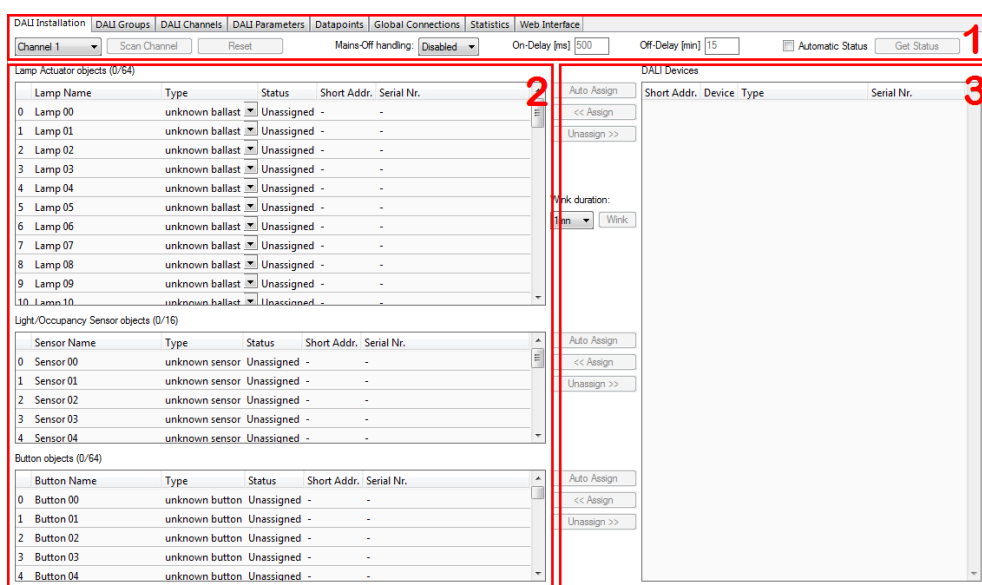 DALI Installation DALI Groups DALI Channels DALI Parameters Datapoints Global Connections Statistics Web Interface
Channel 1 Scan Channel Reset Mains-Off handling: Disabled On-Delay [ms] 500 Off-Delay [min] 15 Automatic Status Get Status 1
Lamp Actuator objects (0/64) 2 DALI Devices 3
Lamp Name Type Status Short Addr. Serial Nr. Auto Assign Short Addr. Device Type Serial Nr.
0 Lamp 00 unknown ballast Unassigned - - << Assign
1 Lamp 01 unknown ballast Unassigned - - Unassign >>
2 Lamp 02 unknown ballast Unassigned - -
3 Lamp 03 unknown ballast Unassigned - -
4 Lamp 04 unknown ballast Unassigned - -
5 Lamp 05 unknown ballast Unassigned - - Wink duration:
6 Lamp 06 unknown ballast Unassigned - - 1mn Wink
7 Lamp 07 unknown ballast Unassigned - -
8 Lamp 08 unknown ballast Unassigned - -
9 Lamp 09 unknown ballast Unassigned - -
10 Lamp 10 unknown ballast Unassigned - -
Light/Occupancy Sensor objects (0/16)
Sensor Name Type Status Short Addr. Serial Nr. Auto Assign
0 Sensor 00 unknown sensor Unassigned - - << Assign
1 Sensor 01 unknown sensor Unassigned - - Unassign >>
2 Sensor 02 unknown sensor Unassigned - -
3 Sensor 03 unknown sensor Unassigned - -
4 Sensor 04 unknown sensor Unassigned - -
Button objects (0/64)
Button Name Type Status Short Addr. Serial Nr. Auto Assign
0 Button 00 unknown button Unassigned - - << Assign
1 Button 01 unknown button Unassigned - - Unassign >>
2 Button 02 unknown button Unassigned - -
3 Button 03 unknown button Unassigned - -
4 Button 04 unknown button Unassigned - -